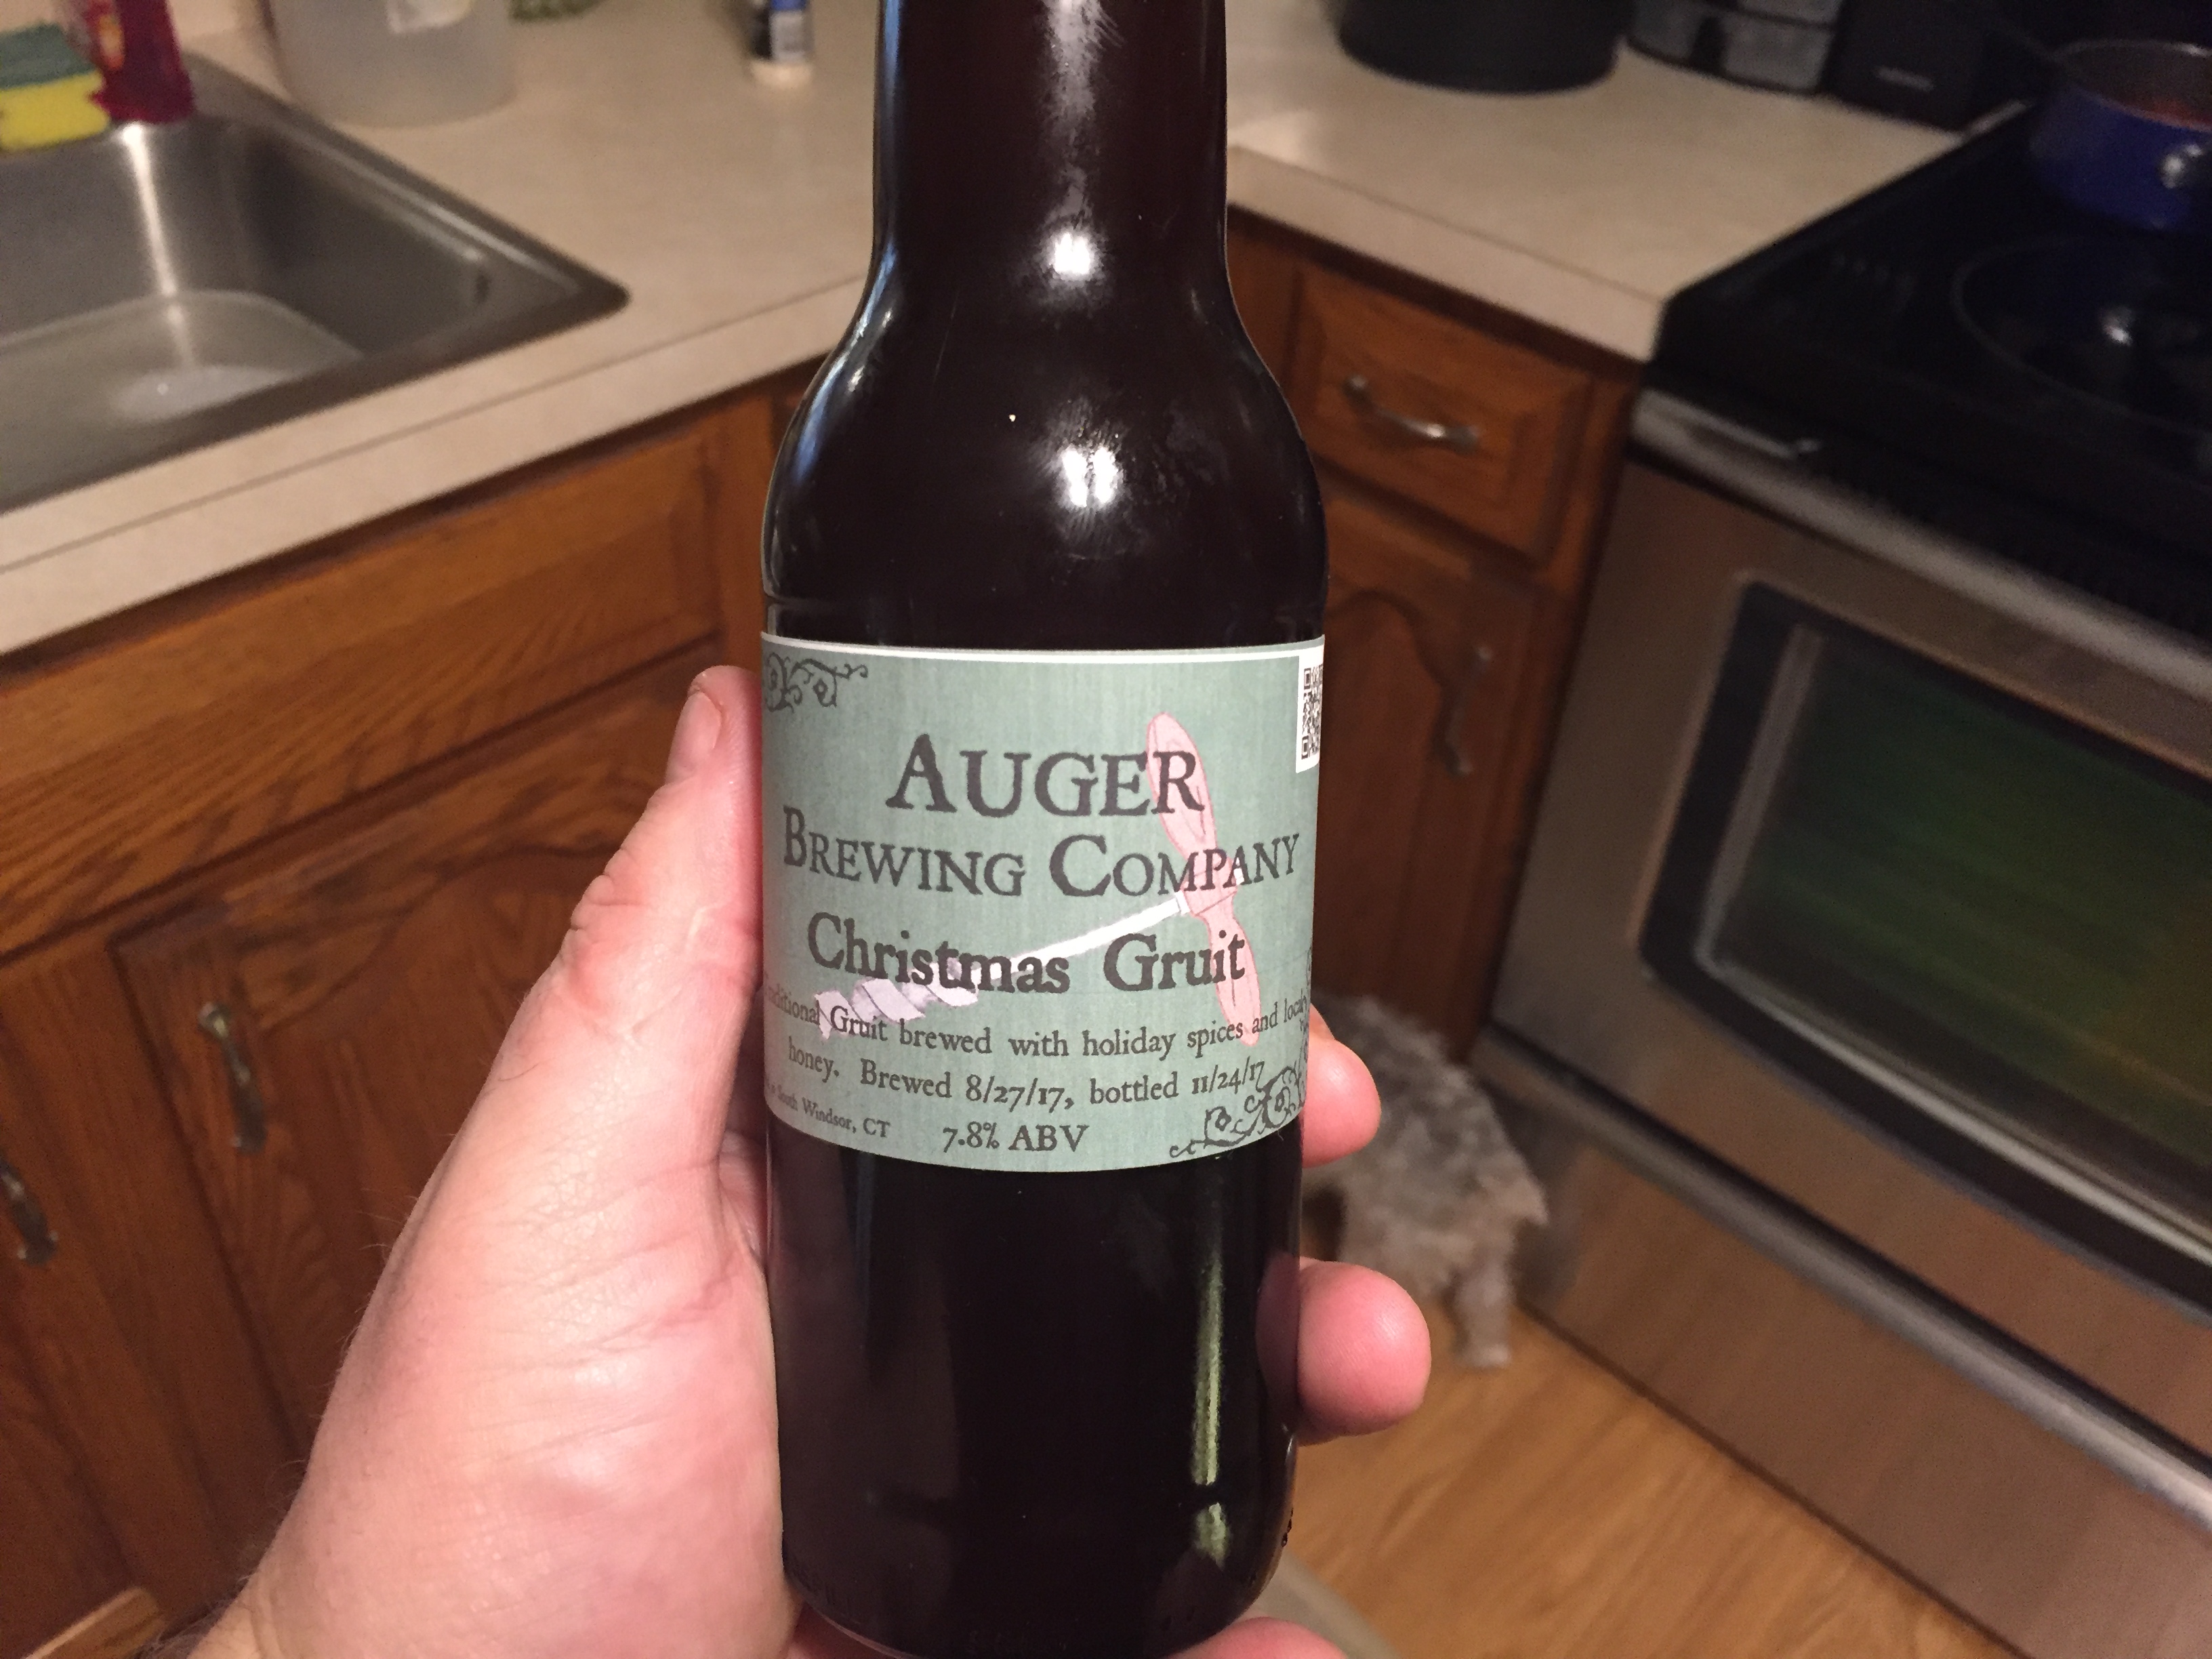 AUGER
BREWING COMPANY
Christmas Gruit
Gruit brewed with holiday spices and
honey. Brewed 8/27/17, bottled 11/24/17
South Windsor, CT
7.8% ABV